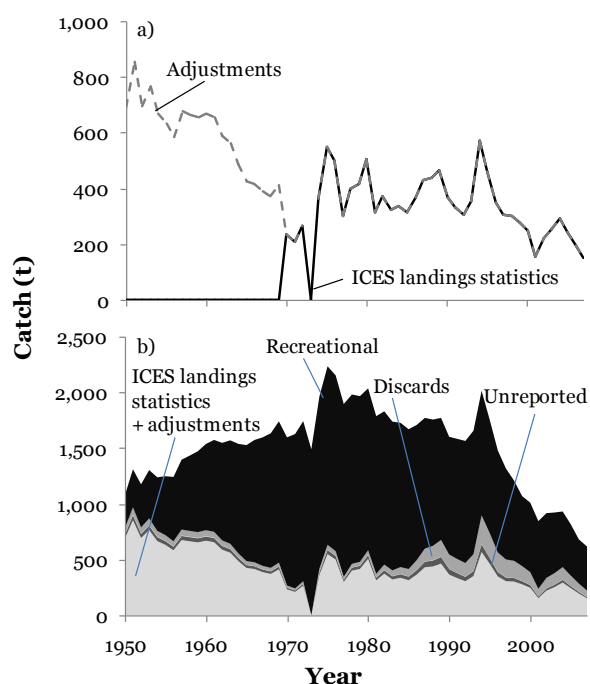 1,000
a)
800
Adjustments
600
400
200
ICES landings statistics
0
Catch (t)
2,500
b)
Recreational
2,000
ICES landings
statistics
+ adjustments
Discards
Unreported
1,500
1,000
500
0
1950 1960 1970 1980 1990 2000
Year